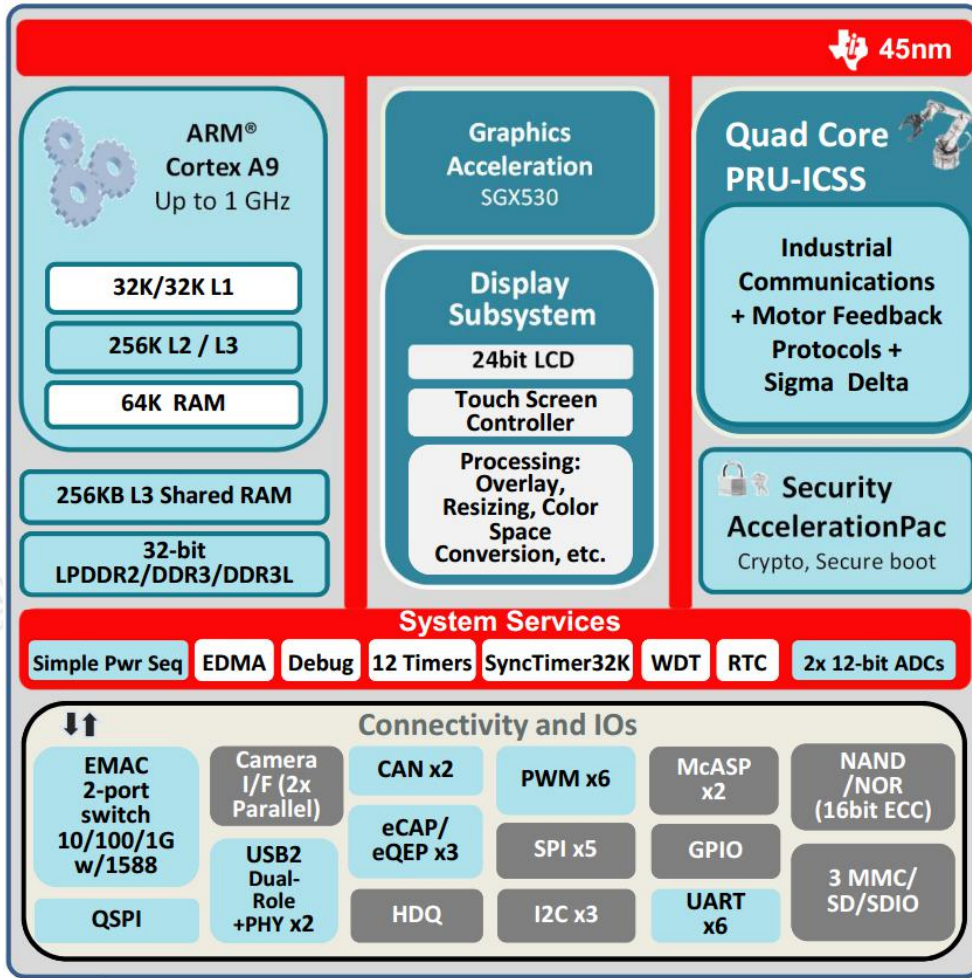 45nm
ARM®
Cortex A9
Up to 1 GHz
32K/32K L1
256K L2 / L3
64K RAM
256KB L3 Shared RAM
32-bit
LPDDR2/DDR3/DDR3L
Graphics
Acceleration
SGX530
Display
Subsystem
24bit LCD
Touch Screen
Controller
Processing:
Overlay,
Resizing, Color
Space
Conversion, etc.
Quad Core
PRU-ICSS
Industrial
Communications
+ Motor Feedback
Protocols +
Sigma Delta
Security
AccelerationPac
Crypto, Secure boot
System Services
Simple Pwr Seq
EDMA
Debug
12 Timers
SyncTimer32K
WDT
RTC
2x 12-bit ADCs
Connectivity and IOs
EMAC
2-port
switch
10/100/1G
w/1588
QSPI
Camera
I/F (2x
Parallel)
USB2
Dual-
Role
+PHY x2
CAN x2
eCAP/
eQEP x3
HDQ
PWM x6
SPI x5
I2C x3
McASP
x2
GPIO
UART
x6
NAND
/NOR
(16bit ECC)
3 MMC/
SD/SDIO